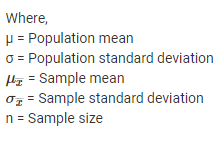 Where,
μ = Population mean
σ = Population standard deviation
μx̅ = Sample mean
σx̅ = Sample standard deviation
n = Sample size